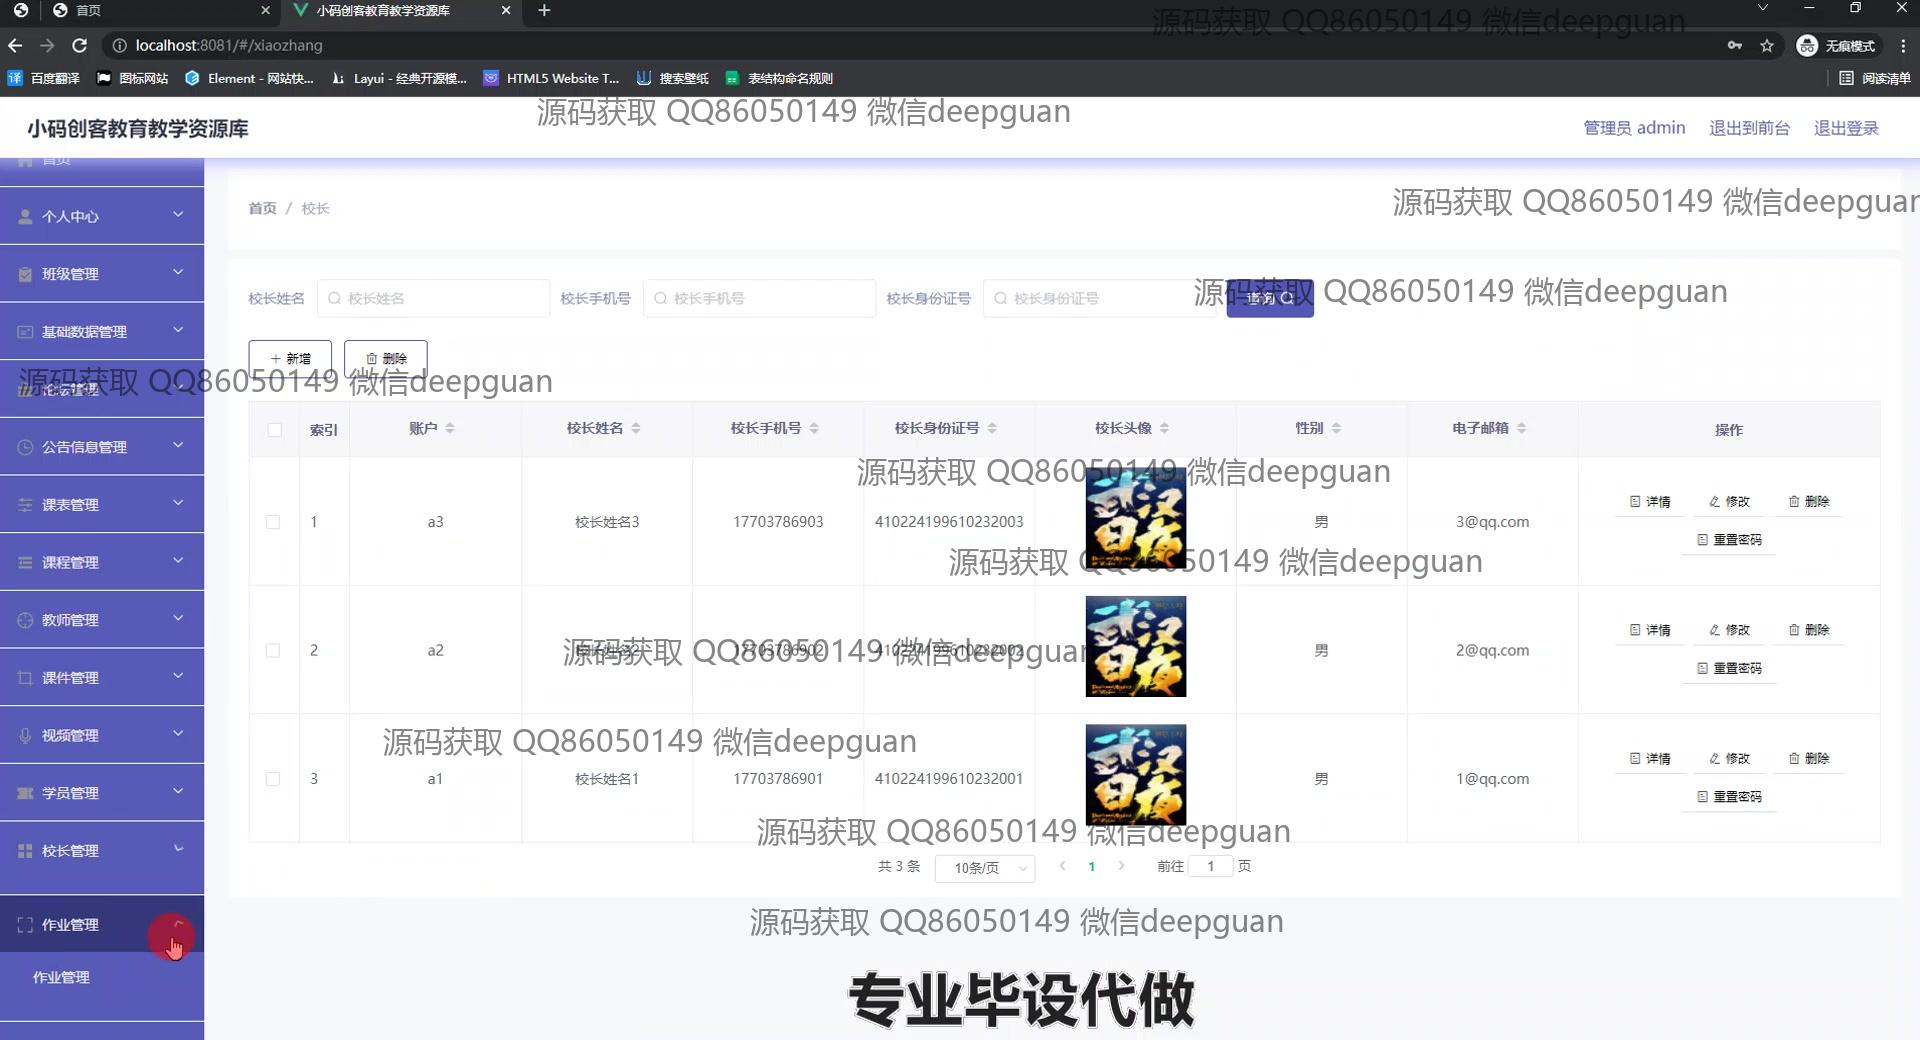 首页
小码创客教育教学资源库
源码获取 QQ86050149 微信deepguan
localhost:8081/#/xiaozhang
无痕模式
百度翻译
图标网站
Element - 网站快...
Layui - 经典开源模...
HTML5 Website T...
搜索壁纸
表结构命名规则
阅读清单
源码获取 QQ86050149 微信deepguan
小码创客教育教学资源库
管理员 admin
退出到前台
退出登录
首页
个人中心
班级管理
基础数据管理
论坛管理
公告信息管理
课表管理
课程管理
教师管理
课件管理
视频管理
学员管理
校长管理
作业管理
作业管理
源码获取 QQ86050149 微信deepguan
首页 / 校长
校长姓名 校长姓名 校长手机号 校长手机号 校长身份证号 校长身份证号 查询
源码获取 QQ86050149 微信deepguan
新增 删除
源码获取 QQ86050149 微信deepguan
索引 账户 校长姓名 校长手机号 校长身份证号 校长头像 性别 电子邮箱 操作
源码获取 QQ86050149 微信deepguan
1 a3 校长姓名3 17703786903 410224199610232003 男 3@qq.com 详情 修改 删除
重置密码
武汉日夜
源码获取 QQ86050149 微信deepguan
2 a2 校长姓名2 17703786902 410224199610232002 男 2@qq.com 详情 修改 删除
重置密码
武汉日夜
源码获取 QQ86050149 微信deepguan
源码获取 QQ86050149 微信deepguan
3 a1 校长姓名1 17703786901 410224199610232001 男 1@qq.com 详情 修改 删除
重置密码
武汉日夜
源码获取 QQ86050149 微信deepguan
共 3 条 10条/页 1 前往 1 页
源码获取 QQ86050149 微信deepguan
专业毕设代做